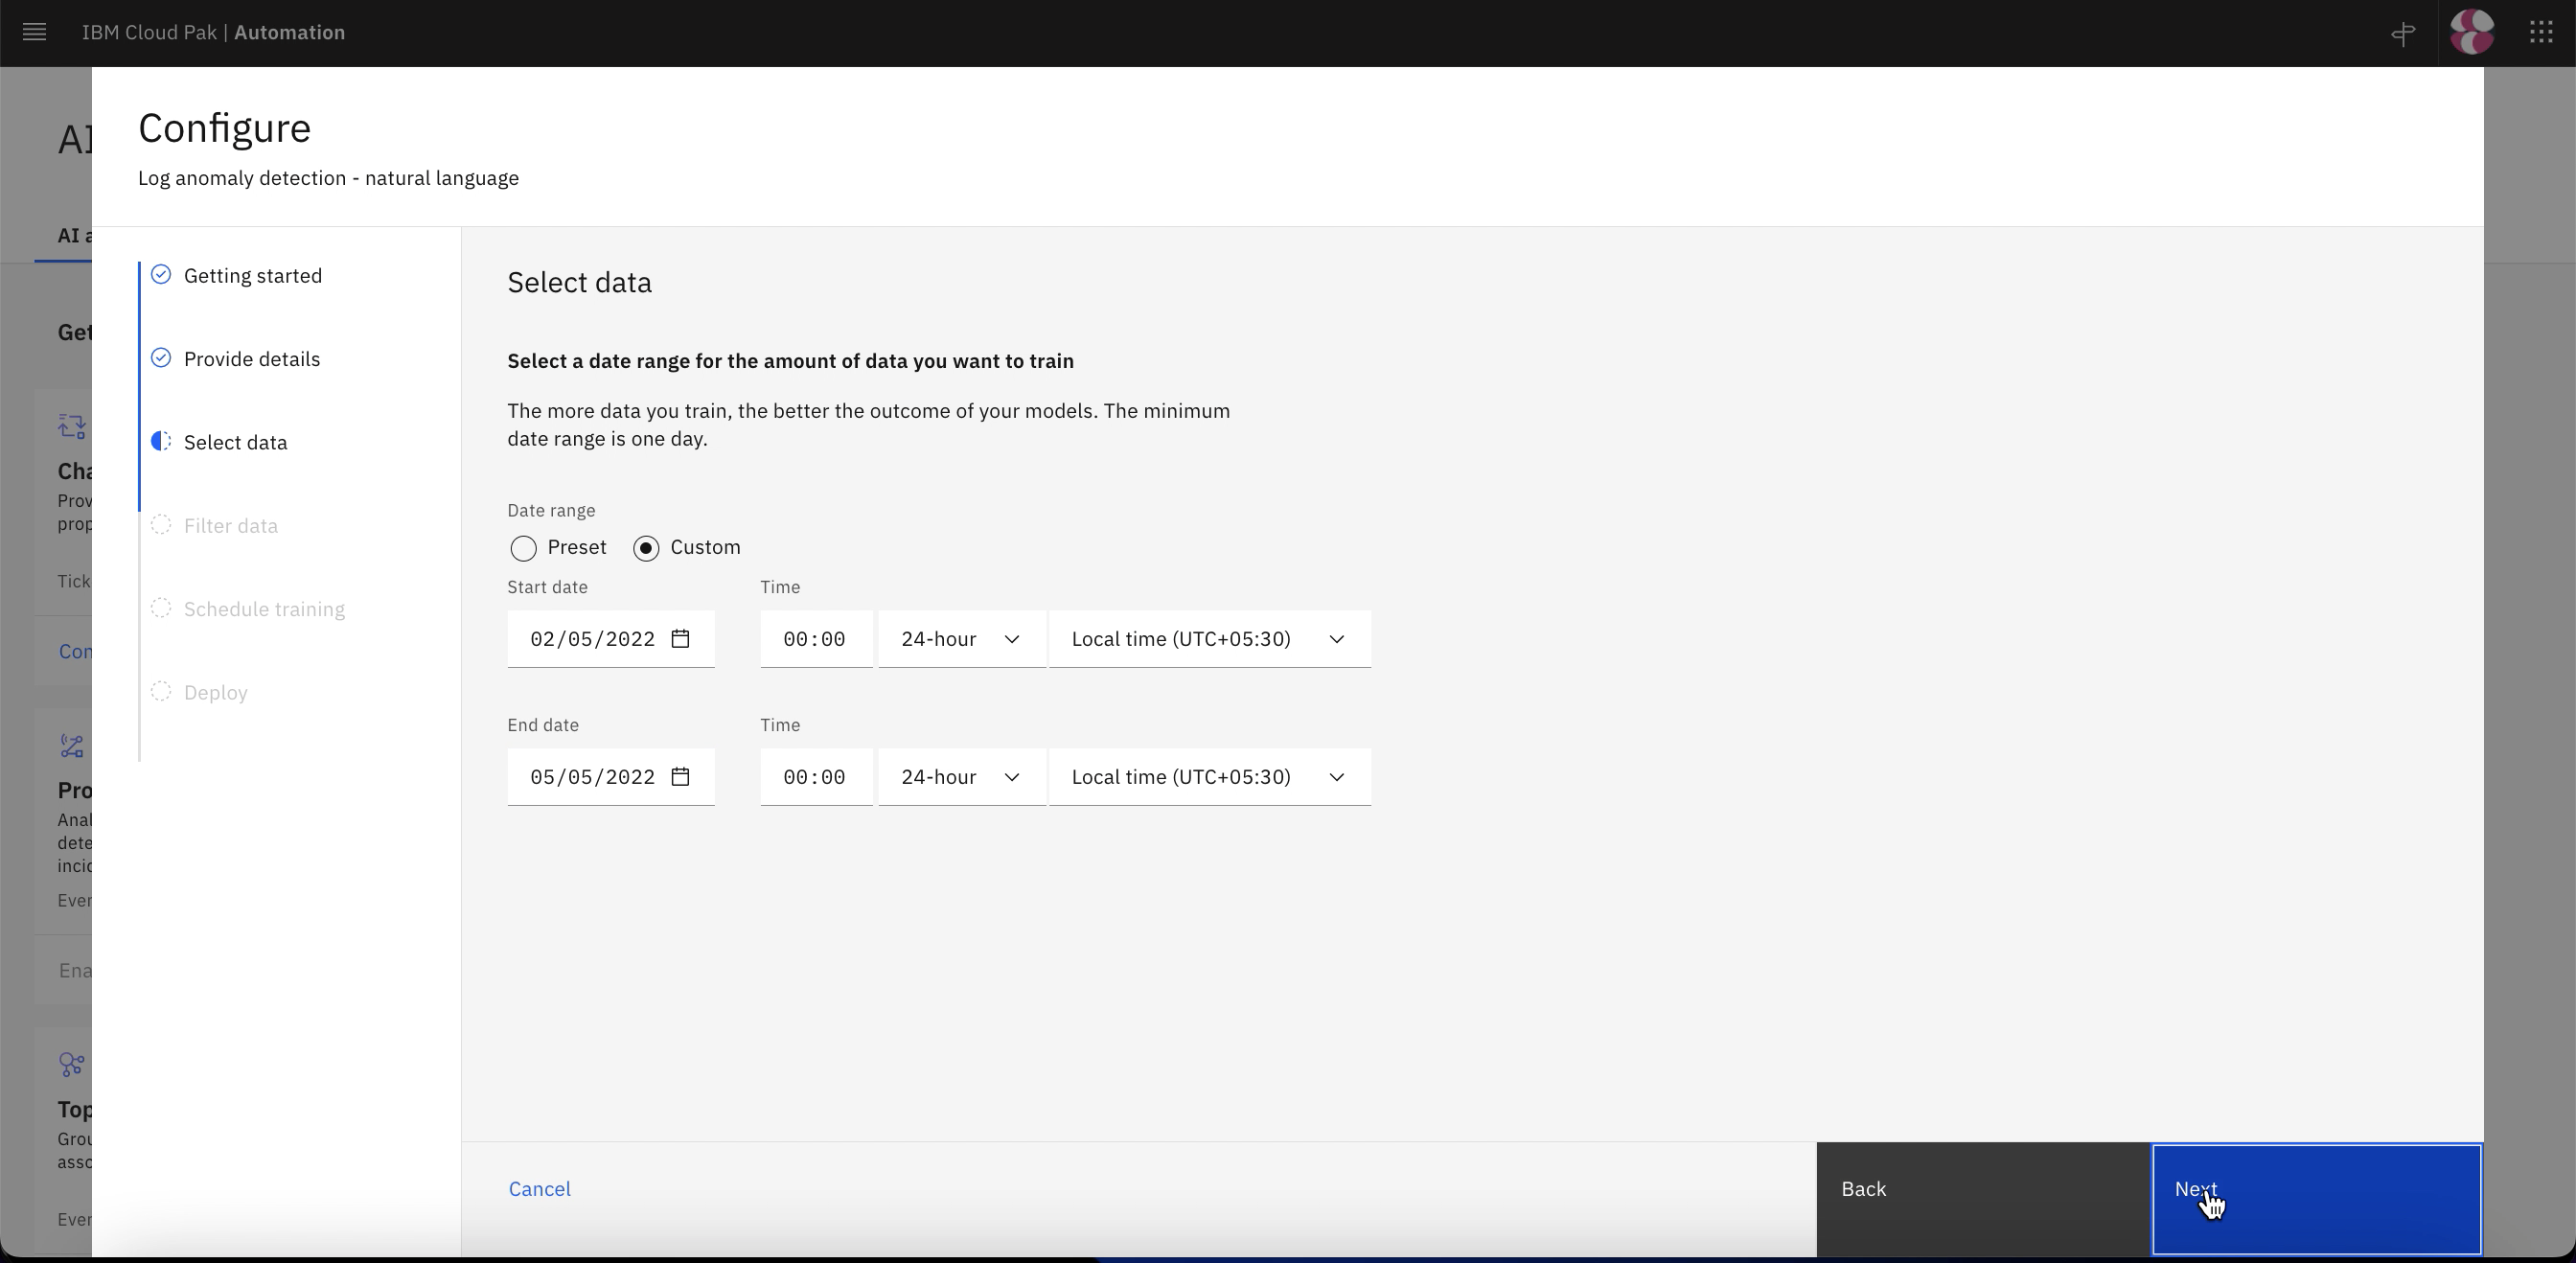 IBM Cloud Pak | Automation
AI
Configure
Log anomaly detection - natural language
AI a
Getting started
Provide details
Select data
Filter data
Schedule training
Deploy
Get
Cha
Prov
prop
Tick
Con
Pro
Anal
dete
incid
Even
Ena
Top
Grou
asso
Even
Select data
Select a date range for the amount of data you want to train
The more data you train, the better the outcome of your models. The minimum
date range is one day.
Date range
Preset Custom
Start date Time
02/05/2022 00:00 24-hour Local time (UTC+05:30)
End date Time
05/05/2022 00:00 24-hour Local time (UTC+05:30)
Cancel Back Next